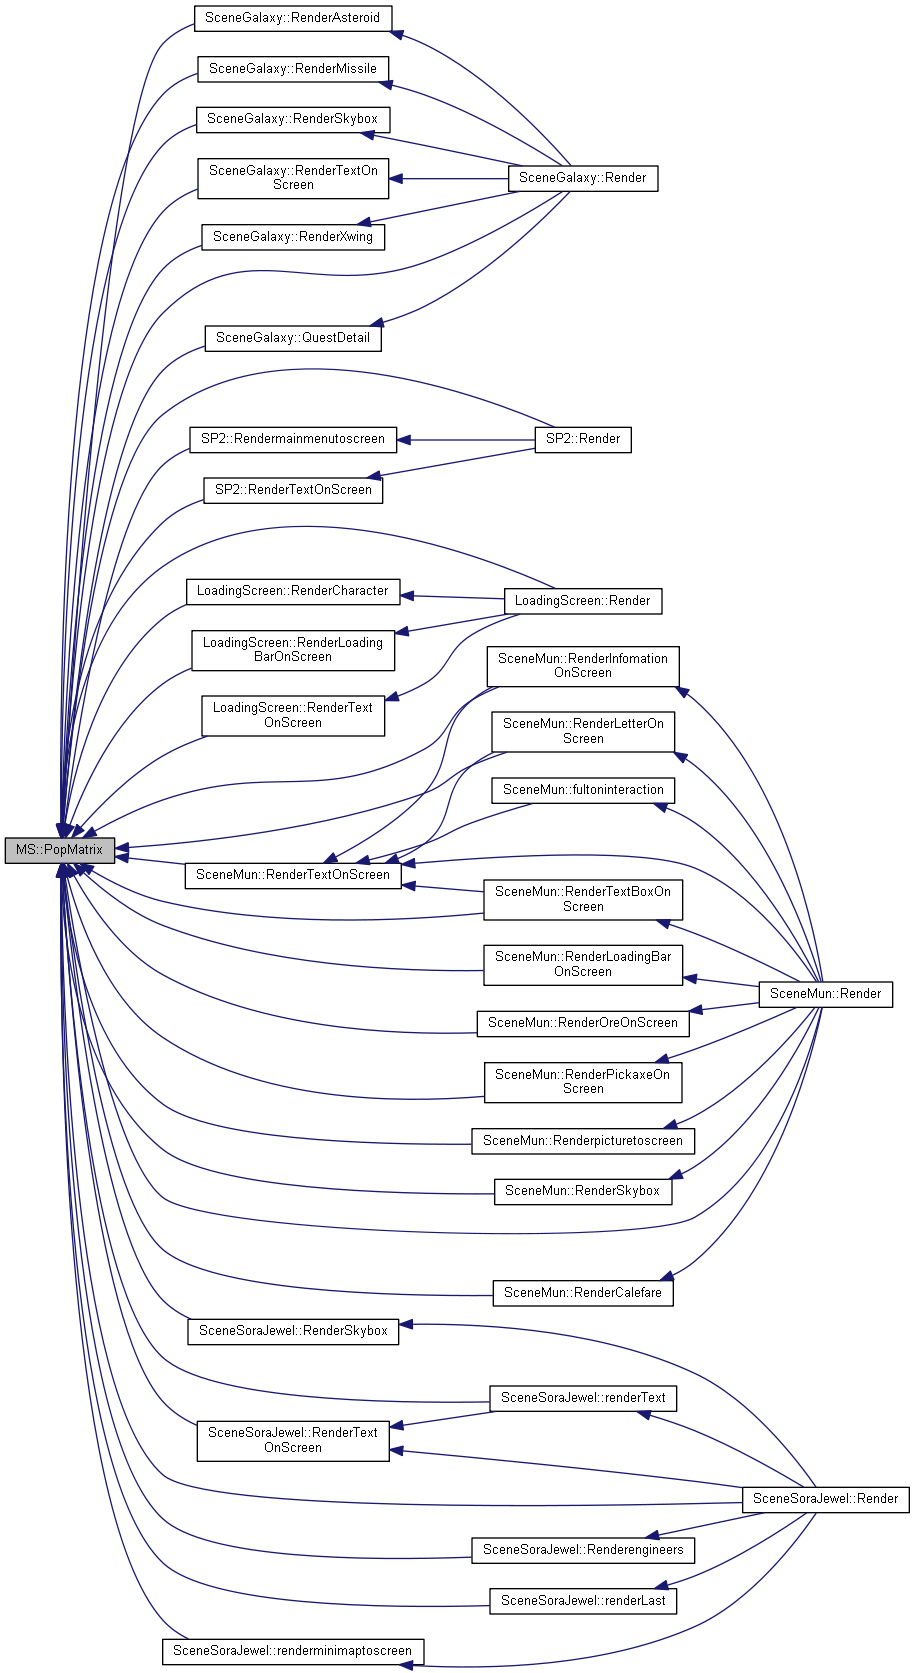 SceneGalaxy::RenderAsteroid
SceneGalaxy::RenderMissile
SceneGalaxy::RenderSkybox
SceneGalaxy::RenderTextOn
Screen
SceneGalaxy::Render
SceneGalaxy::RenderXwing
SceneGalaxy::QuestDetail
SP2::Rendermainmenutoscreen
SP2::Render
SP2::RenderTextOnScreen
LoadingScreen::RenderCharacter
LoadingScreen::Render
LoadingScreen::RenderLoading
BarOnScreen
SceneMun::RenderInfomation
OnScreen
LoadingScreen::RenderText
OnScreen
SceneMun::RenderLetterOn
Screen
SceneMun::fultoninteraction
MS::PopMatrix
SceneMun::RenderTextOnScreen
SceneMun::RenderTextBoxOn
Screen
SceneMun::RenderLoadingBar
OnScreen
SceneMun::Render
SceneMun::RenderOreOnScreen
SceneMun::RenderPickaxeOn
Screen
SceneMun::Renderpicturetoscreen
SceneMun::RenderSkybox
SceneMun::RenderCalefare
SceneSoraJewel::RenderSkybox
SceneSoraJewel::renderText
SceneSoraJewel::RenderText
OnScreen
SceneSoraJewel::Render
SceneSoraJewel::Renderengineers
SceneSoraJewel::renderLast
SceneSoraJewel::renderminimaptoscreen